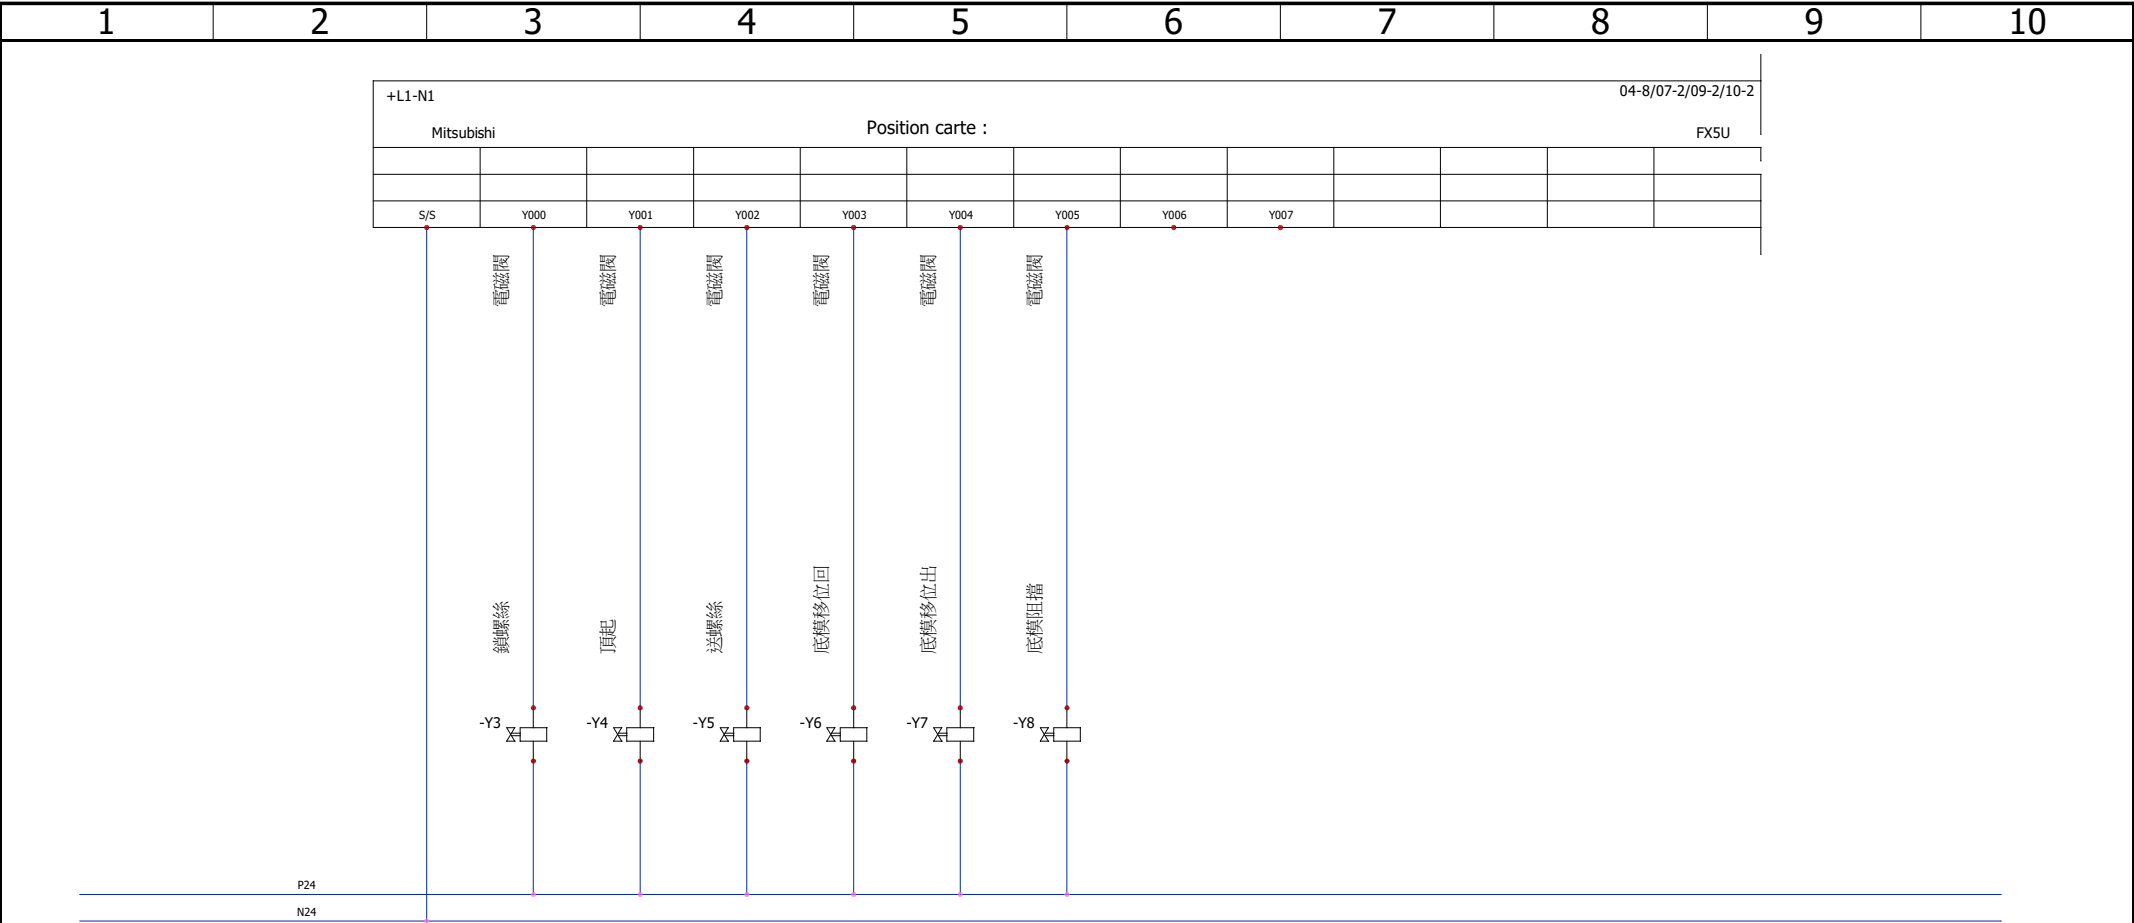 1 2 3 4 5 6 7 8 9 10
+L1-N1 04-8/07-2/09-2/10-2
Mitsubishi Position carte : FX5U
S/S Y000 Y001 Y002 Y003 Y004 Y005 Y006 Y007
電磁閥 電磁閥 電磁閥 電磁閥 電磁閥 電磁閥
鎖螺絲 頂起 送螺絲 底模移位回 底模移位出 底模阻擋
-Y3 -Y4 -Y5 -Y6 -Y7 -Y8
P24
N24